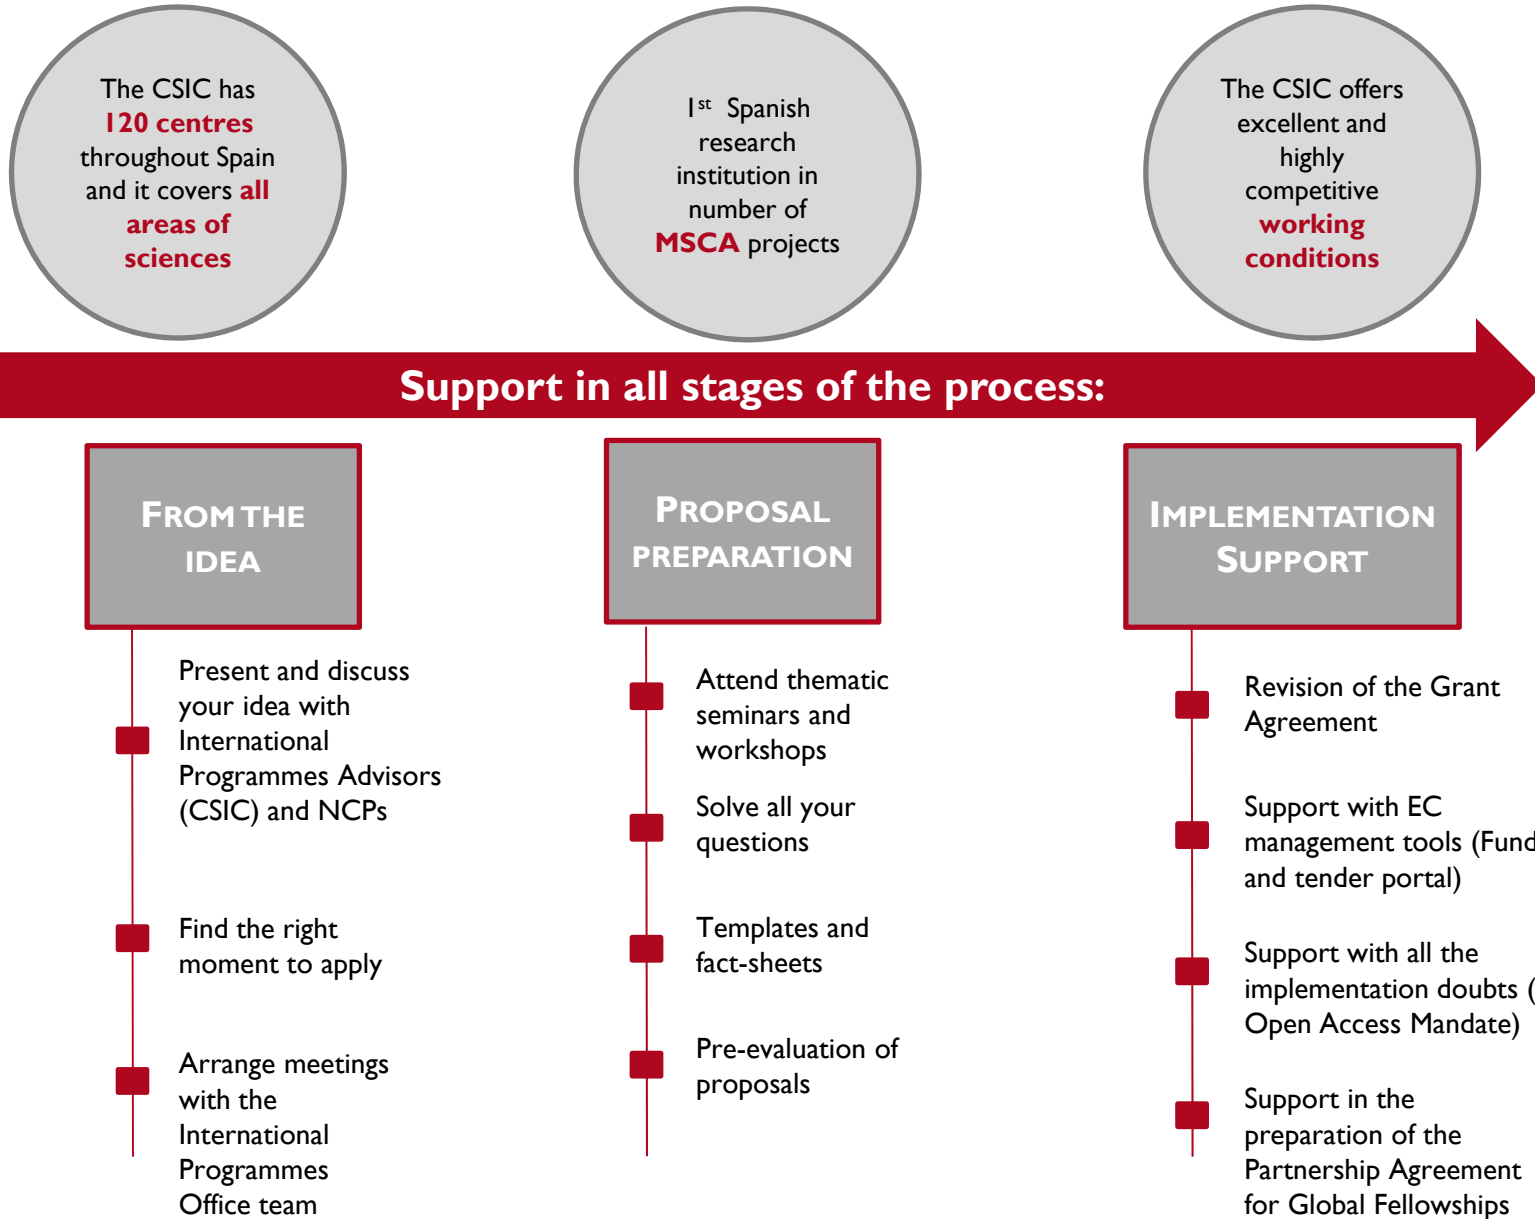 The CSIC has
120 centres
throughout Spain
and it covers all
areas of
sciences
1st Spanish
research
institution in
number of
MSCA projects
The CSIC offers
excellent and
highly
competitive
working
conditions
Support in all stages of the process:
FROM THE
IDEA
Present and discuss
your idea with
International
Programmes Advisors
(CSIC) and NCPs
Find the right
moment to apply
Arrange meetings
with the
International
Programmes
Office team
PROPOSAL
PREPARATION
Attend thematic
seminars and
workshops
Solve all your
questions
Templates and
fact-sheets
Pre-evaluation of
proposals
IMPLEMENTATION
SUPPORT
Revision of the Grant
Agreement
Support with EC
management tools (Fund
and tender portal)
Support with all the
implementation doubts (
Open Access Mandate)
Support in the
preparation of the
Partnership Agreement
for Global Fellowships